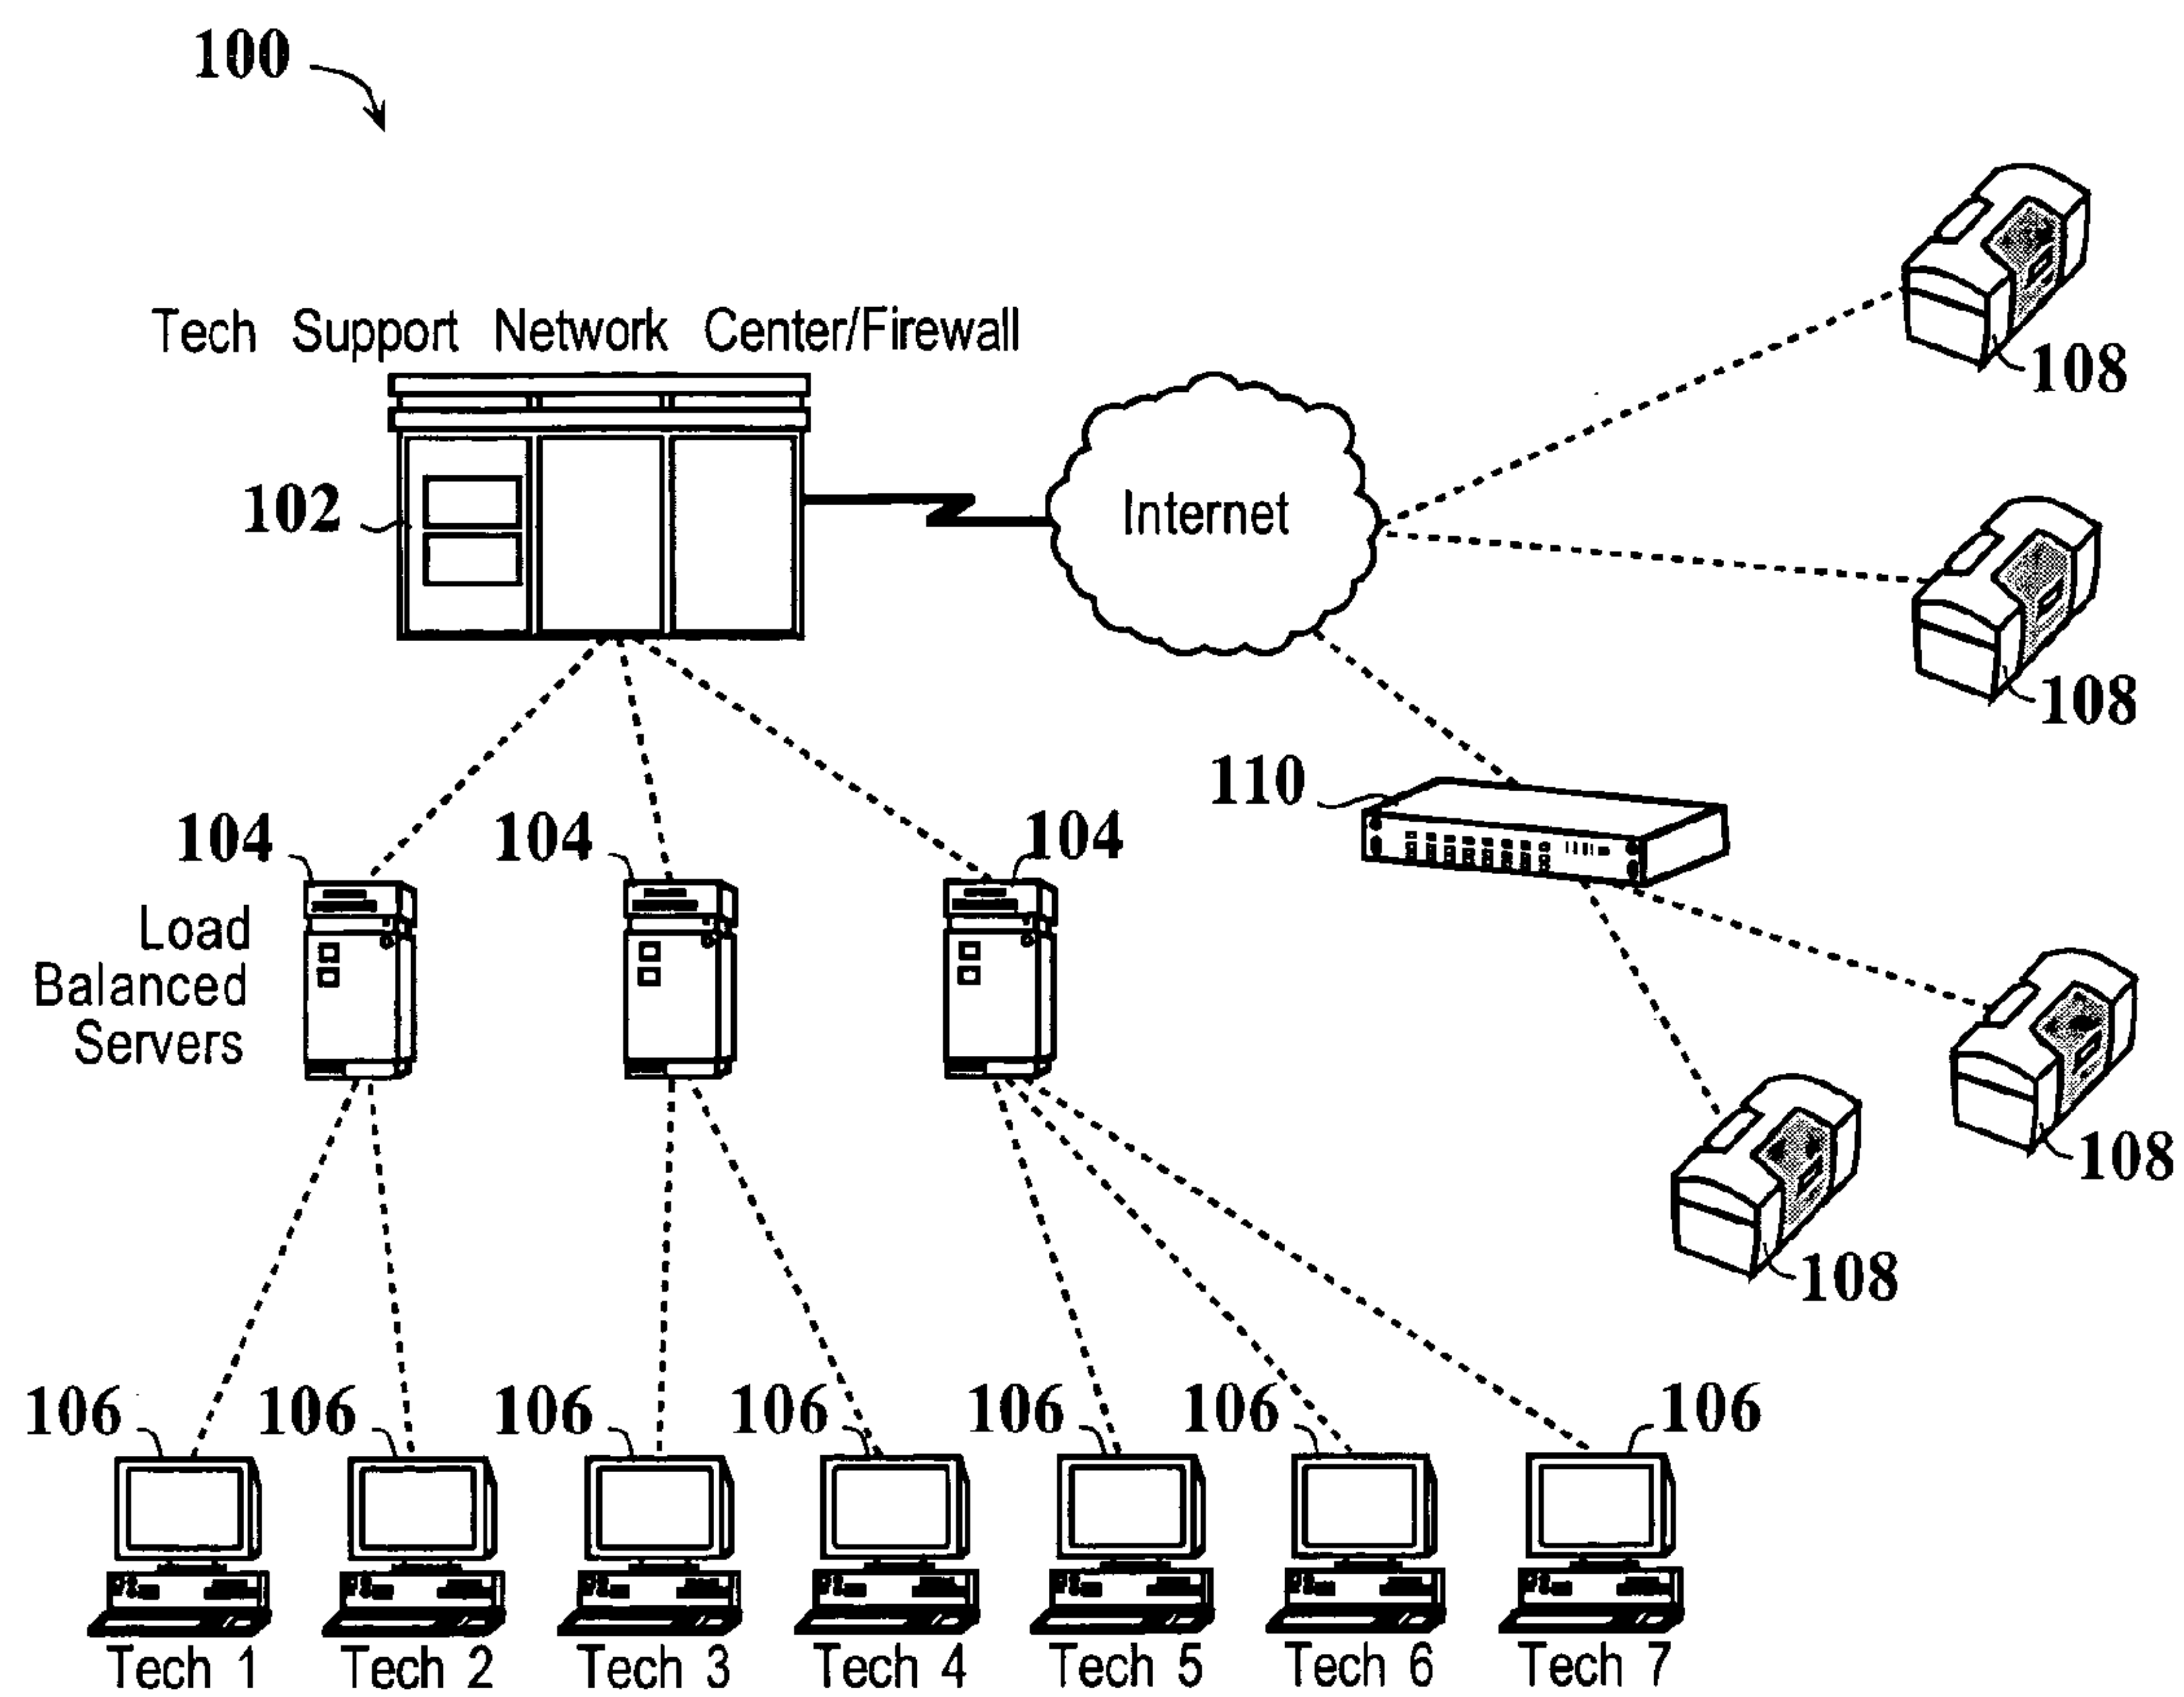 100
Tech Support Network Center/Firewall
108
102
Internet
108
110
104 104 104
Load
Balanced
Servers
108
108
106 106 106 106 106 106 106
Tech 1 Tech 2 Tech 3 Tech 4 Tech 5 Tech 6 Tech 7